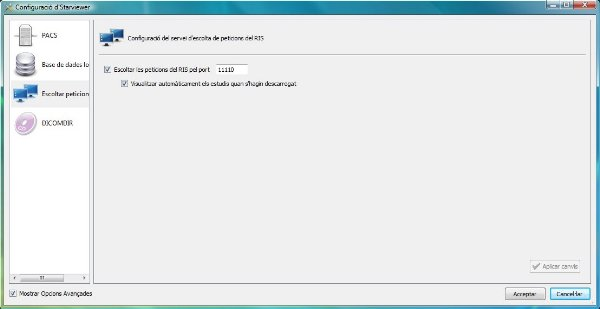 Configuració d'Starviewer
PACS
Configuració del servei d'escolta de peticions del RIS
Base de dades lo
Escoltar les peticions del RIS pel port 11110
Escoltar peticion
Visualitzar automàticament els estudis quan s'hagin descarregat
DICOMDIR
Aplicar canvis
Mostrar Opcions Avançades
Acceptar
Cancel·lar